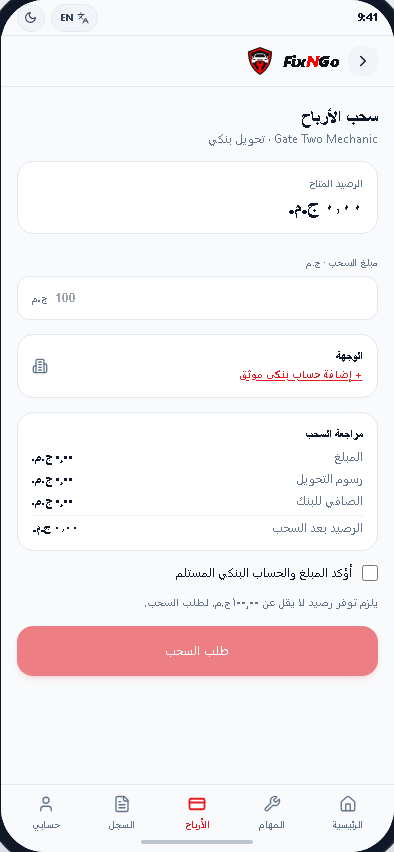 9:41
EN
FixNGo
سحب الأرباح
Gate Two Mechanic · تحويل بنكي
الرصيد المتاح
٠٫٠٠ ج.م.
مبلغ السحب · ج.م
100 ج.م
الوجهة
+ إضافة حساب بنكي موثق
مراجعة السحب
المبلغ ٠٫٠٠ ج.م.
رسوم التحويل ٠٫٠٠ ج.م.
الصافي للبنك ٠٫٠٠ ج.م.
الرصيد بعد السحب ٠٫٠٠ ج.م.
أؤكد المبلغ والحساب البنكي المستلم
يلزم توفر رصيد لا يقل عن ١٠٠٫٠٠ ج.م. لطلب السحب.
طلب السحب
الرئيسية المهام الأرباح السجل حسابي